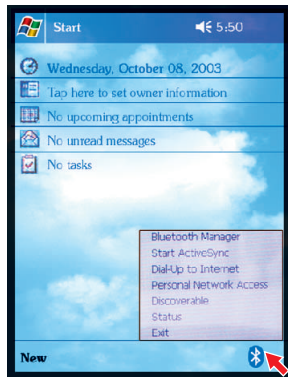 Start 5:50
Wednesday, October 08, 2003
Tap here to set owner information
No upcoming appointments
No unread messages
No tasks
Bluetooth Manager
Start ActiveSync
Dial-Up to Internet
Personal Network Access
Discoverable
Status
Exit
New